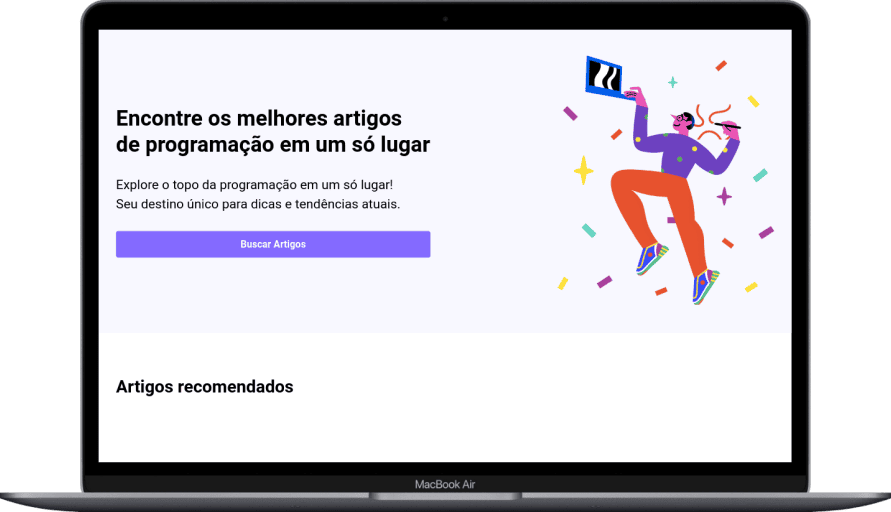 Encontre os melhores artigos
de programação em um só lugar
Explore o topo da programação em um só lugar!
Seu destino único para dicas e tendências atuais.
Buscar Artigos
Artigos recomendados
MacBook Air